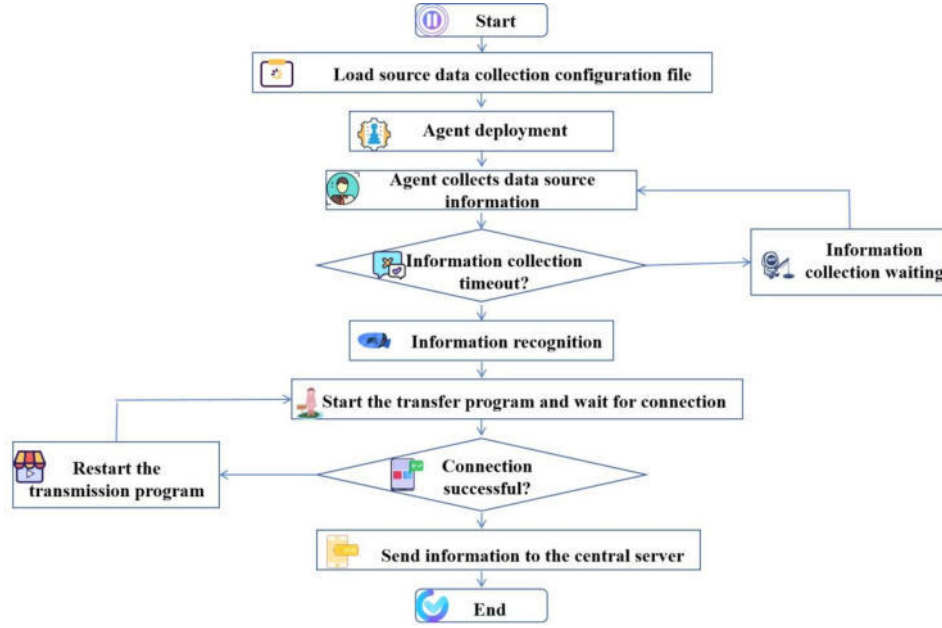 Start
Load source data collection configuration file
Agent deployment
Agent collects data source
information
Information collection
timeout?
Information
collection waiting
Information recognition
Start the transfer program and wait for connection
Restart the
transmission program
Connection
successful?
Send information to the central server
End